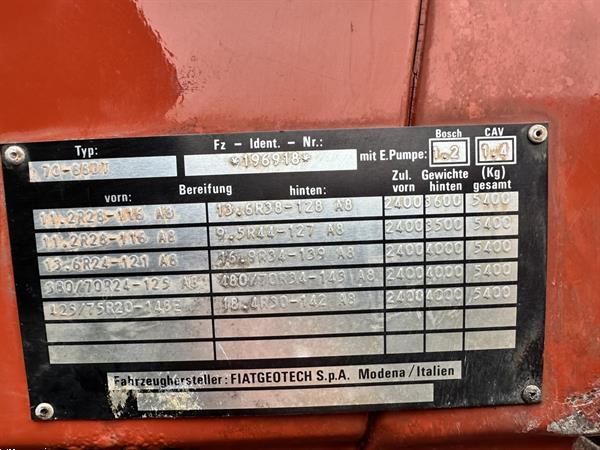 Bosch CAV
Typ: Fz - Ident. - Nr.: mit E.Pumpe: 1.2 1.4
*196918*
vorn: Bereifung hinten: Zul. Gewichte (Kg)
vorn hinten gesamt
11.2R28-116 A8 13.6R38-128 A8 2400 3600 5400
11.2R28-116 A8 9.5R44-127 A8 2400 3500 5400
13.6R24-121 A8 16.9R34-139 A8 2400 4000 5400
380/70R24-125 A8 480/70R34-143 A8 2400 4000 5400
425/75R20-148E 18.4R30-142 A8 2400 4000 5400
Fahrzeughersteller: FIATGEOTECH S.p.A. Modena/Italien